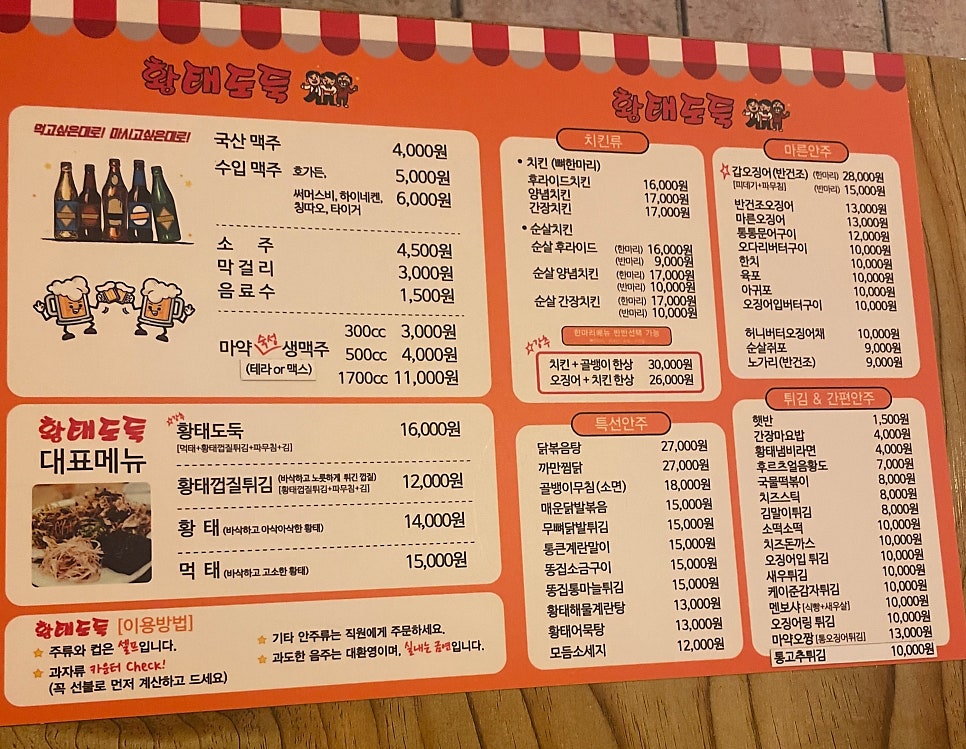 황태도둑
먹고싶은대로! 마시고싶은대로!
국산 맥주 4,000원
수입 맥주 호가든, 5,000원
써머스비, 하이네켄, 칭따오, 타이거 6,000원
소 주 4,500원
막걸리 3,000원
음료수 1,500원
마약 숙성 생맥주 (테라 or 맥스)
300cc 3,000원
500cc 4,000원
1700cc 11,000원
황태도둑
대표메뉴
강추
황태도둑 16,000원
[먹태+황태껍질튀김+파무침+김]
황태껍질튀김 (바삭하고 노릇하게 튀긴 껍질) 12,000원
[황태껍질튀김+파무침+김]
황 태 (바삭하고 아삭아삭한 황태) 14,000원
먹 태 (바삭하고 고소한 황태) 15,000원
황태도둑 [이용방법]
주류와 컵은 셀프입니다.
과자류 카운터 Check!
(꼭 선불로 먼저 계산하고 드세요)
기타 안주류는 직원에게 주문하세요.
과도한 음주는 대환영이며, 실내는 금연입니다.
황태도둑
치킨류
• 치킨 (뼈한마리)
후라이드치킨 16,000원
양념치킨 17,000원
간장치킨 17,000원
• 순살치킨
순살 후라이드 (한마리) 16,000원
(반마리) 9,000원
순살 양념치킨 (한마리) 17,000원
(반마리) 10,000원
순살 간장치킨 (한마리) 17,000원
(반마리) 10,000원
한마리메뉴 반반선택 가능
강추
치킨 + 골뱅이 한상 30,000원
오징어 + 치킨 한상 26,000원
특선안주
닭볶음탕 27,000원
까만찜닭 27,000원
골뱅이무침(소면) 18,000원
매운닭발볶음 15,000원
무뼈닭발튀김 15,000원
통큰계란말이 15,000원
똥집소금구이 15,000원
똥집통마늘튀김 15,000원
황태해물계란탕 13,000원
황태어묵탕 13,000원
모듬소세지 12,000원
마른안주
갑오징어(반건조) (한마리) 28,000원
[피데기+파무침] (반마리) 15,000원
반건조오징어 13,000원
마른오징어 13,000원
통통문어구이 12,000원
오다리버터구이 10,000원
한치 10,000원
육포 10,000원
아귀포 10,000원
오징어입버터구이 10,000원
허니버터오징어채 10,000원
순살쥐포 9,000원
노가리(반건조) 9,000원
튀김 & 간편안주
햇반 1,500원
간장마요밥 4,000원
황태냄비라면 4,000원
후르츠얼음황도 7,000원
국물떡볶이 8,000원
치즈스틱 8,000원
김말이튀김 8,000원
소떡소떡 10,000원
치즈돈까스 10,000원
오징어입 튀김 10,000원
새우튀김 10,000원
케이준감자튀김 10,000원
멘보샤 [식빵+새우살] 10,000원
오징어링 튀김 10,000원
마약오짬 [통오징어튀김] 13,000원
통고추튀김 10,000원